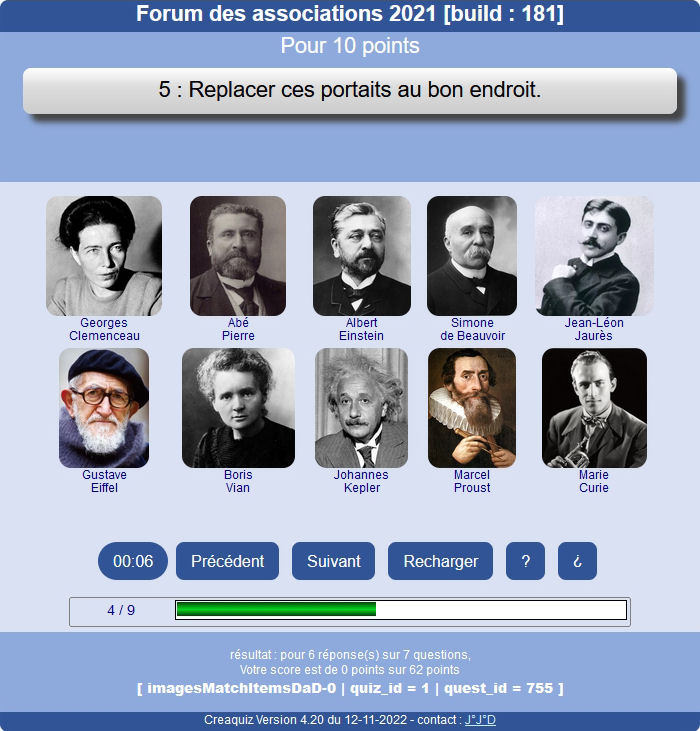 Forum des associations 2021 [build : 181]
Pour 10 points
5 : Replacer ces portaits au bon endroit.
Georges
Clemenceau
Abé
Pierre
Albert
Einstein
Simone
de Beauvoir
Jean-Léon
Jaurès
Gustave
Eiffel
Boris
Vian
Johannes
Kepler
Marcel
Proust
Marie
Curie
00:06 Précédent Suivant Recharger ? ¿
4 / 9
résultat : pour 6 réponse(s) sur 7 questions,
Votre score est de 0 points sur 62 points
[ imagesMatchItemsDaD-0 | quiz_id = 1 | quest_id = 755 ]
Creaquiz Version 4.20 du 12-11-2022 - contact : J°J°D